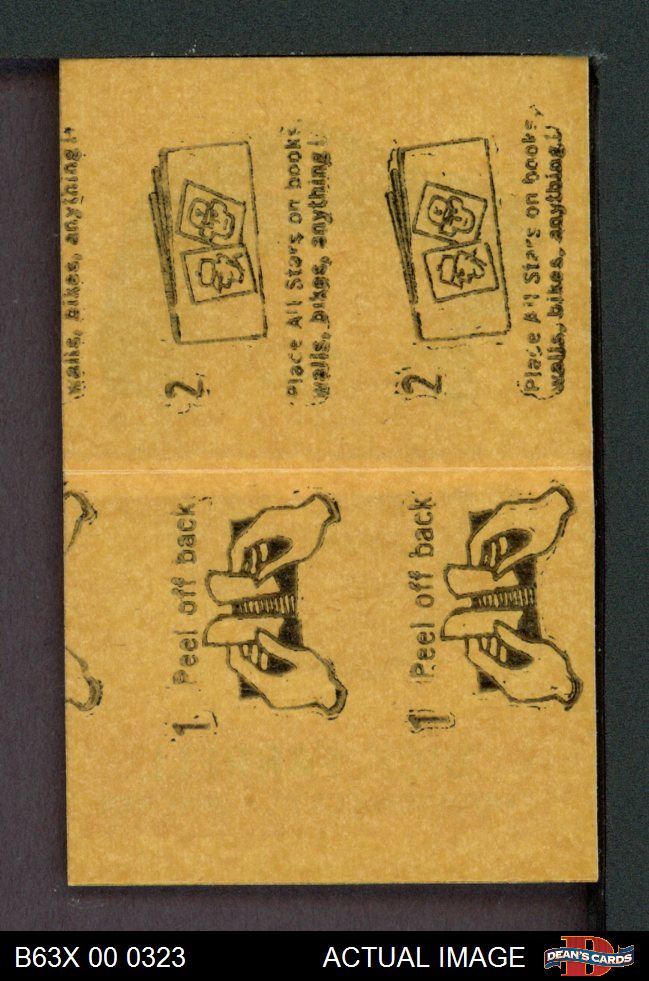 walls, bikes, anything!
2
Place All Stars on books,
walls, bikes, anything!
2
Place All Stars on books,
walls, bikes, anything!
1 Peel off back
1 Peel off back
B63X 00 0323
ACTUAL IMAGE
DEAN'S CARDS